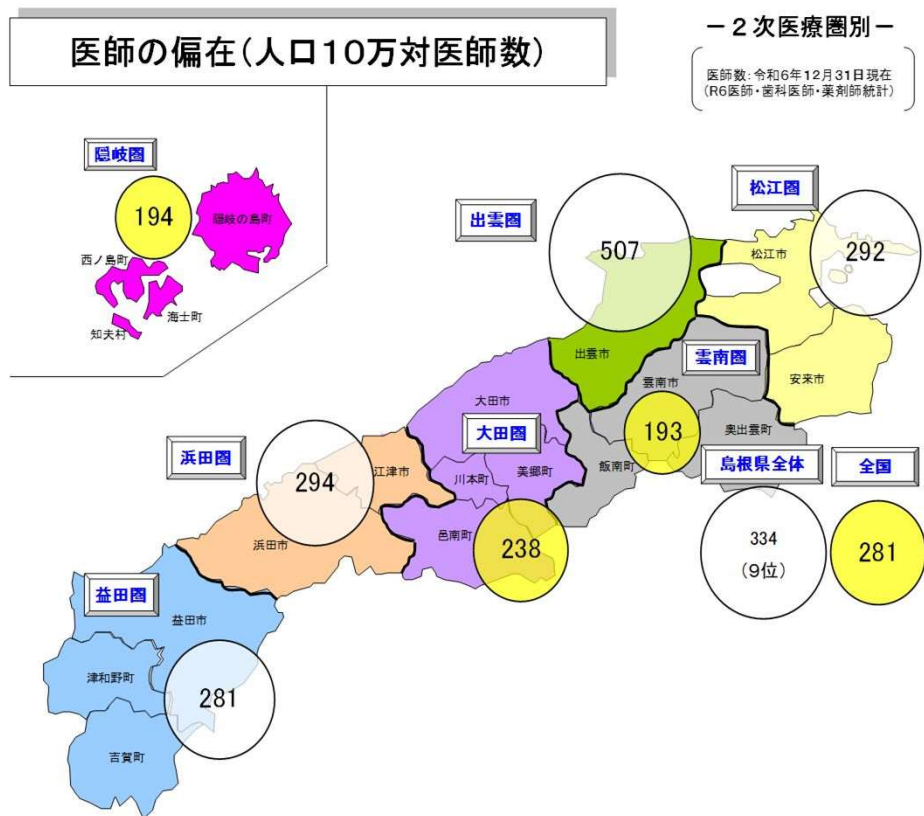 医師の偏在(人口10万対医師数)
－2次医療圏別－
医師数:令和6年12月31日現在
(R6医師・歯科医師・薬剤師統計)
隠岐圏
194
隠岐の島町
西ノ島町
海士町
知夫村
松江圏
出雲圏
507
松江市
292
出雲市
雲南圏
雲南市
安来市
大田市
大田圏
193
奥出雲町
浜田圏
江津市
川本町
美郷町
飯南町
島根県全体
全国
294
浜田市
邑南町
238
334
(9位)
281
益田圏
益田市
津和野町
281
吉賀町